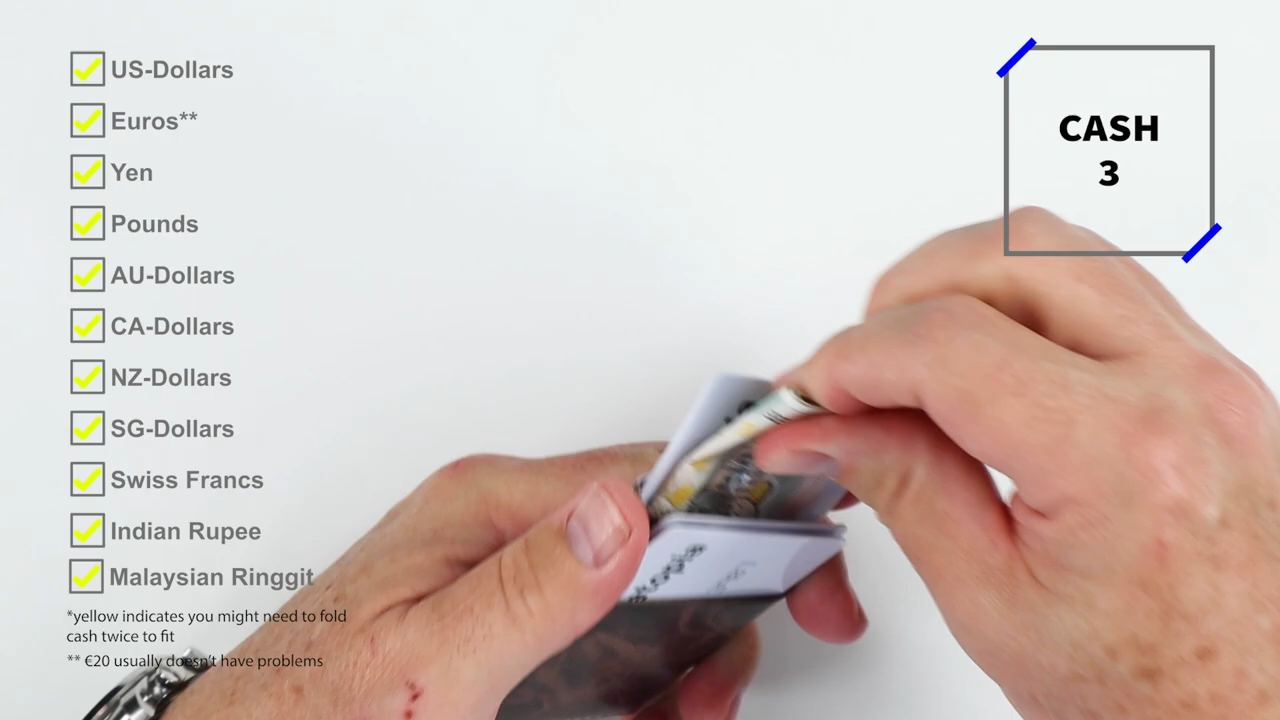 US-Dollars
Euros**
Yen
Pounds
AU-Dollars
CA-Dollars
NZ-Dollars
SG-Dollars
Swiss Francs
Indian Rupee
Malaysian Ringgit
*yellow indicates you might need to fold
cash twice to fit
** €20 usually doesn't have problems
CASH
3